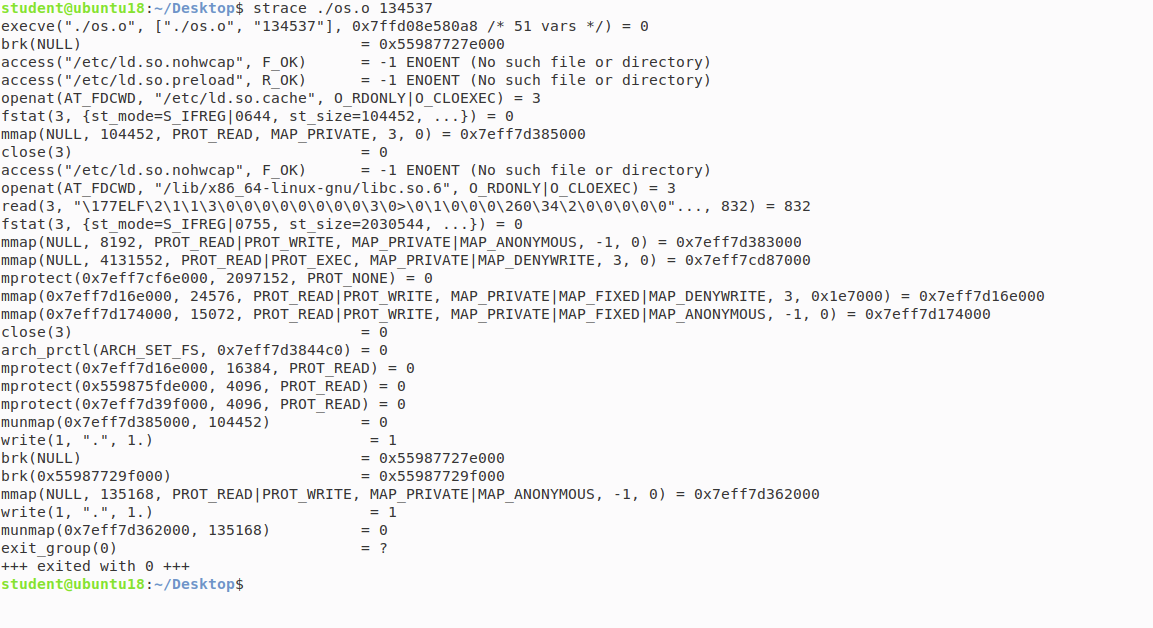 student@ubuntu18:~/Desktop$ strace ./os.o 134537
execve("./os.o", ["./os.o", "134537"], 0x7ffd08e580a8 /* 51 vars */) = 0
brk(NULL)                               = 0x55987727e000
access("/etc/ld.so.nohwcap", F_OK)      = -1 ENOENT (No such file or directory)
access("/etc/ld.so.preload", R_OK)      = -1 ENOENT (No such file or directory)
openat(AT_FDCWD, "/etc/ld.so.cache", O_RDONLY|O_CLOEXEC) = 3
fstat(3, {st_mode=S_IFREG|0644, st_size=104452, ...}) = 0
mmap(NULL, 104452, PROT_READ, MAP_PRIVATE, 3, 0) = 0x7eff7d385000
close(3)                                = 0
access("/etc/ld.so.nohwcap", F_OK)      = -1 ENOENT (No such file or directory)
openat(AT_FDCWD, "/lib/x86_64-linux-gnu/libc.so.6", O_RDONLY|O_CLOEXEC) = 3
read(3, "\177ELF\2\1\1\3\0\0\0\0\0\0\0\0\3\0>\0\1\0\0\0\260\34\2\0\0\0\0\0"..., 832) = 832
fstat(3, {st_mode=S_IFREG|0755, st_size=2030544, ...}) = 0
mmap(NULL, 8192, PROT_READ|PROT_WRITE, MAP_PRIVATE|MAP_ANONYMOUS, -1, 0) = 0x7eff7d383000
mmap(NULL, 4131552, PROT_READ|PROT_EXEC, MAP_PRIVATE|MAP_DENYWRITE, 3, 0) = 0x7eff7cd87000
mprotect(0x7eff7cf6e000, 2097152, PROT_NONE) = 0
mmap(0x7eff7d16e000, 24576, PROT_READ|PROT_WRITE, MAP_PRIVATE|MAP_FIXED|MAP_DENYWRITE, 3, 0x1e7000) = 0x7eff7d16e000
mmap(0x7eff7d174000, 15072, PROT_READ|PROT_WRITE, MAP_PRIVATE|MAP_FIXED|MAP_ANONYMOUS, -1, 0) = 0x7eff7d174000
close(3)                                = 0
arch_prctl(ARCH_SET_FS, 0x7eff7d3844c0) = 0
mprotect(0x7eff7d16e000, 16384, PROT_READ) = 0
mprotect(0x559875fde000, 4096, PROT_READ) = 0
mprotect(0x7eff7d39f000, 4096, PROT_READ) = 0
munmap(0x7eff7d385000, 104452)          = 0
write(1, ".", 1.)                        = 1
brk(NULL)                               = 0x55987727e000
brk(0x55987729f000)                     = 0x55987729f000
mmap(NULL, 135168, PROT_READ|PROT_WRITE, MAP_PRIVATE|MAP_ANONYMOUS, -1, 0) = 0x7eff7d362000
write(1, ".", 1.)                        = 1
munmap(0x7eff7d362000, 135168)          = 0
exit_group(0)                           = ?
+++ exited with 0 +++
student@ubuntu18:~/Desktop$